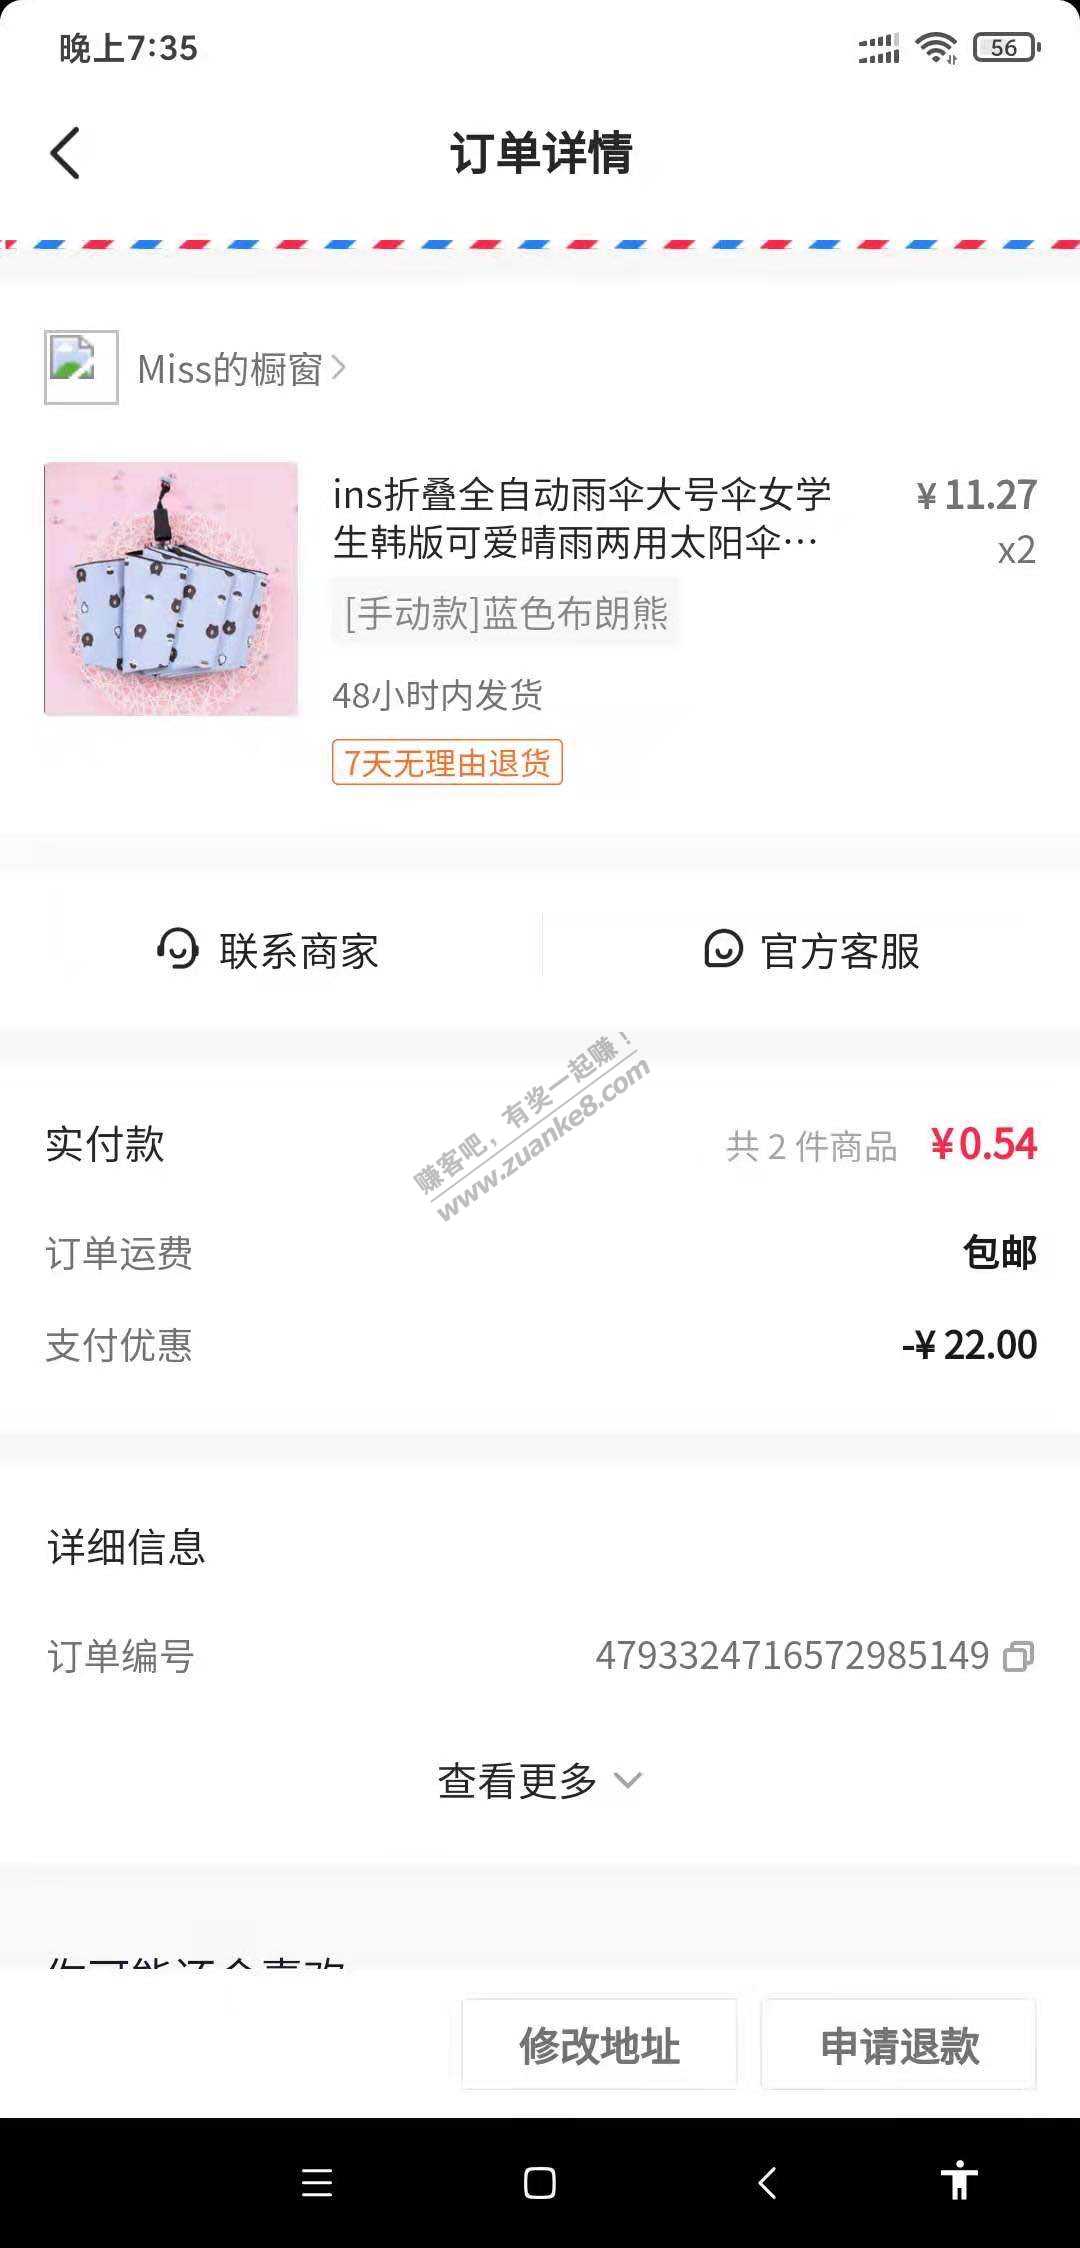 晚上7:35
56
订单详情
Miss的橱窗
ins折叠全自动雨伞大号伞女学
¥11.27
生韩版可爱晴雨两用太阳伞…
x2
[手动款]蓝色布朗熊
48小时内发货
7天无理由退货
联系商家
官方客服
赚客吧，有奖一起赚！
www.zuanke8.com
实付款
共 2 件商品
¥0.54
订单运费
包邮
支付优惠
-¥ 22.00
详细信息
订单编号
4793324716572985149
查看更多
修改地址
申请退款